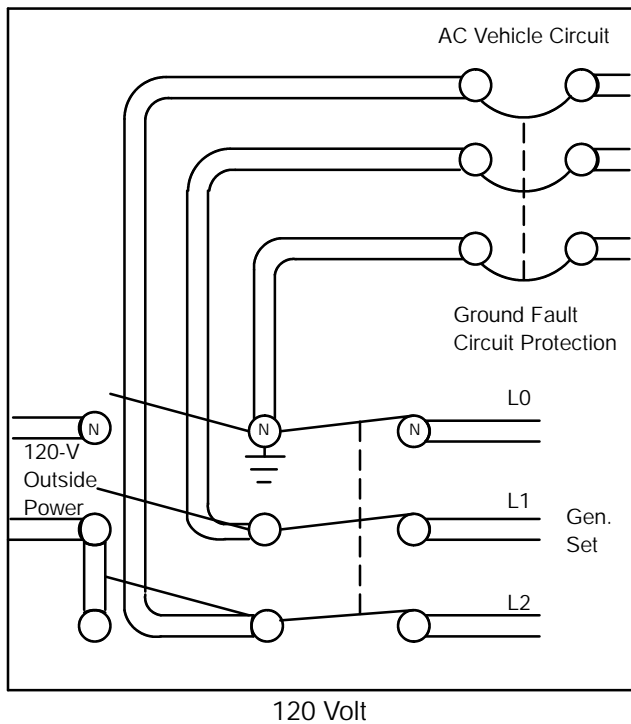 AC Vehicle Circuit
Ground Fault
Circuit Protection
L0
N
N
N
120-V
Outside
Power
L1
Gen.
Set
L2
120 Volt